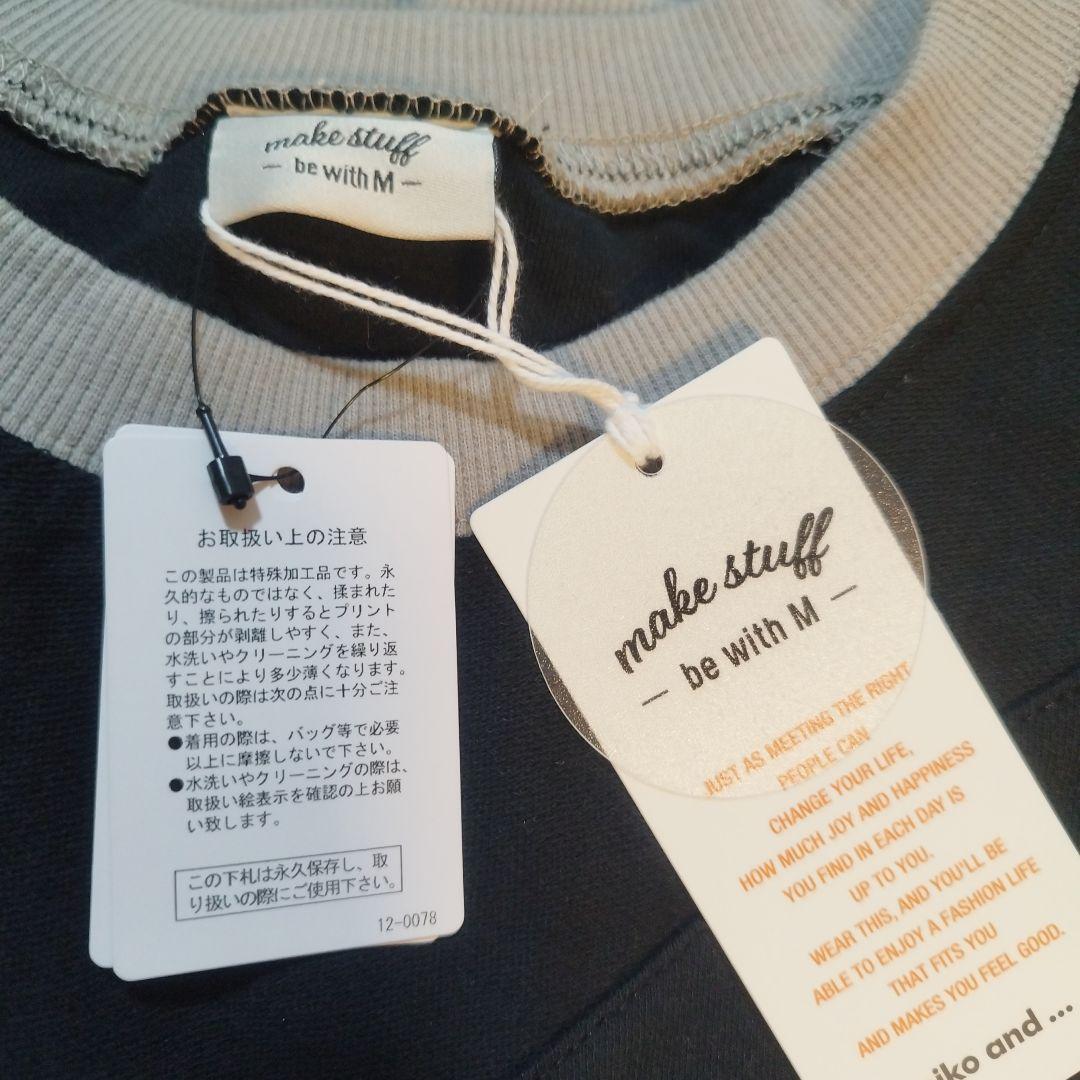 make stuff
— be with M —
お取扱い上の注意
この製品は特殊加工品です。永
久的なものではなく、揉まれた
り、擦られたりするとプリント
の部分が剥離しやすく、また、
水洗いやクリーニングを繰り返
すことにより多少薄くなります。
取扱いの際は次の点に十分ご注
意下さい。
●着用の際は、バッグ等で必要
以上に摩擦しないで下さい。
●水洗いやクリーニングの際は、
取扱い絵表示を確認の上お願
い致します。
この下札は永久保存し、取
り扱いの際にご使用下さい。
12-0078
make stuff
— be with M —
JUST AS MEETING THE RIGHT
PEOPLE CAN
CHANGE YOUR LIFE,
HOW MUCH JOY AND HAPPINESS
YOU FIND IN EACH DAY IS
UP TO YOU.
WEAR THIS, AND YOU'LL BE
ABLE TO ENJOY A FASHION LIFE
THAT FITS YOU
AND MAKES YOU FEEL GOOD.
iko and ...